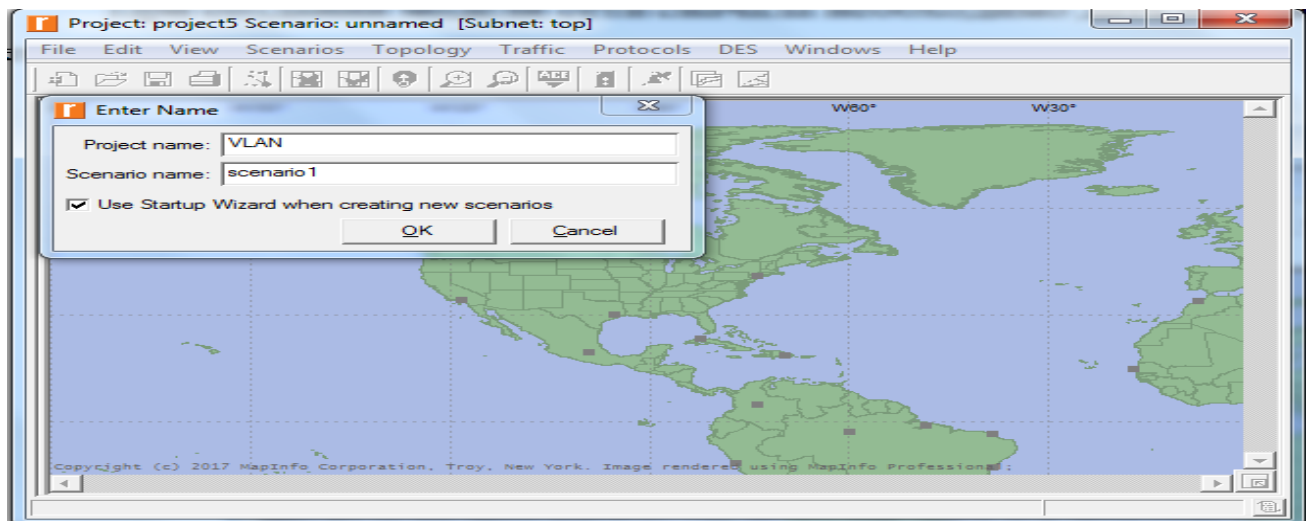 Project: project5 Scenario: unnamed [Subnet: top]
File Edit View Scenarios Topology Traffic Protocols DES Windows Help
Enter Name
W60° W30°
Project name: VLAN
Scenario name: scenario1
Use Startup Wizard when creating new scenarios
OK Cancel
Copyright (c) 2017 MapInfo Corporation, Troy, New York. Image rendered using MapInfo Professional.